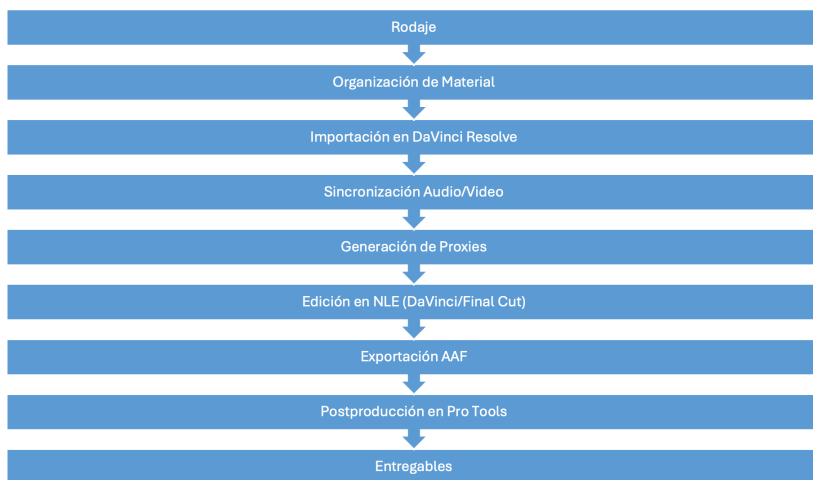 Rodaje
Organización de Material
Importación en DaVinci Resolve
Sincronización Audio/Video
Generación de Proxies
Edición en NLE (DaVinci/Final Cut)
Exportación AAF
Postproducción en Pro Tools
Entregables